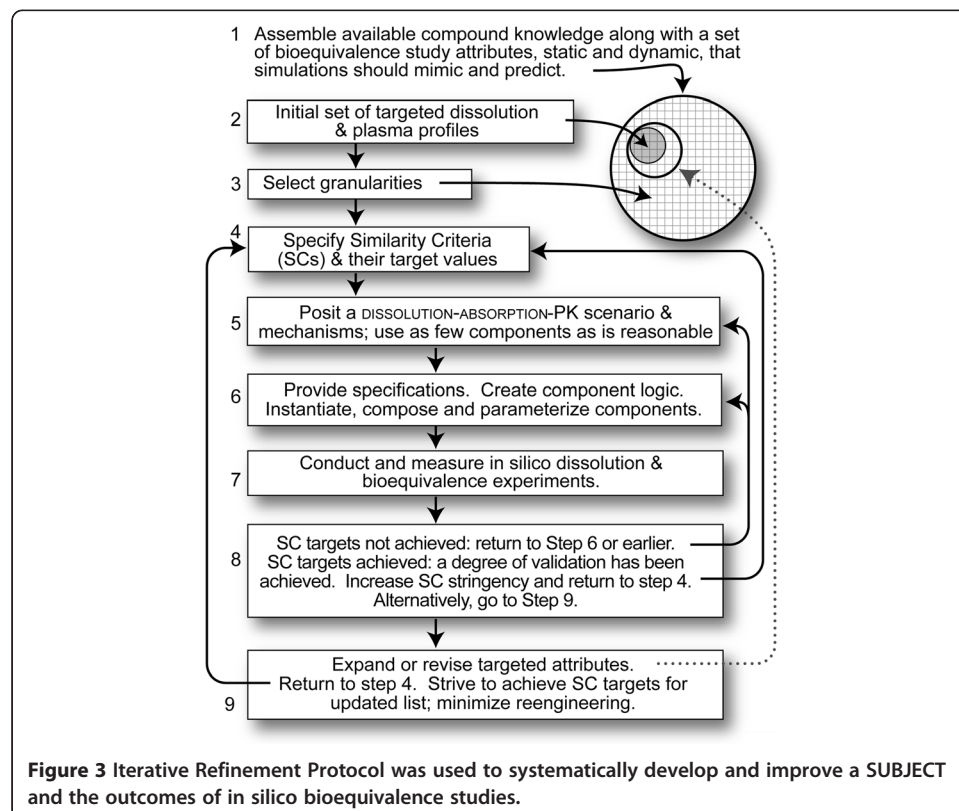 1 Assemble available compound knowledge along with a set
of bioequivalence study attributes, static and dynamic, that
simulations should mimic and predict.
2 Initial set of targeted dissolution
& plasma profiles
3 Select granularities
4 Specify Similarity Criteria
(SCs) & their target values
5 Posit a DISSOLUTION-ABSORPTION-PK scenario &
mechanisms; use as few components as is reasonable
6 Provide specifications. Create component logic.
Instantiate, compose and parameterize components.
7 Conduct and measure in silico dissolution &
bioequivalence experiments.
8 SC targets not achieved: return to Step 6 or earlier.
SC targets achieved: a degree of validation has been
achieved. Increase SC stringency and return to step 4.
Alternatively, go to Step 9.
9 Expand or revise targeted attributes.
Return to step 4. Strive to achieve SC targets for
updated list; minimize reengineering.
Figure 3 Iterative Refinement Protocol was used to systematically develop and improve a SUBJECT
and the outcomes of in silico bioequivalence studies.